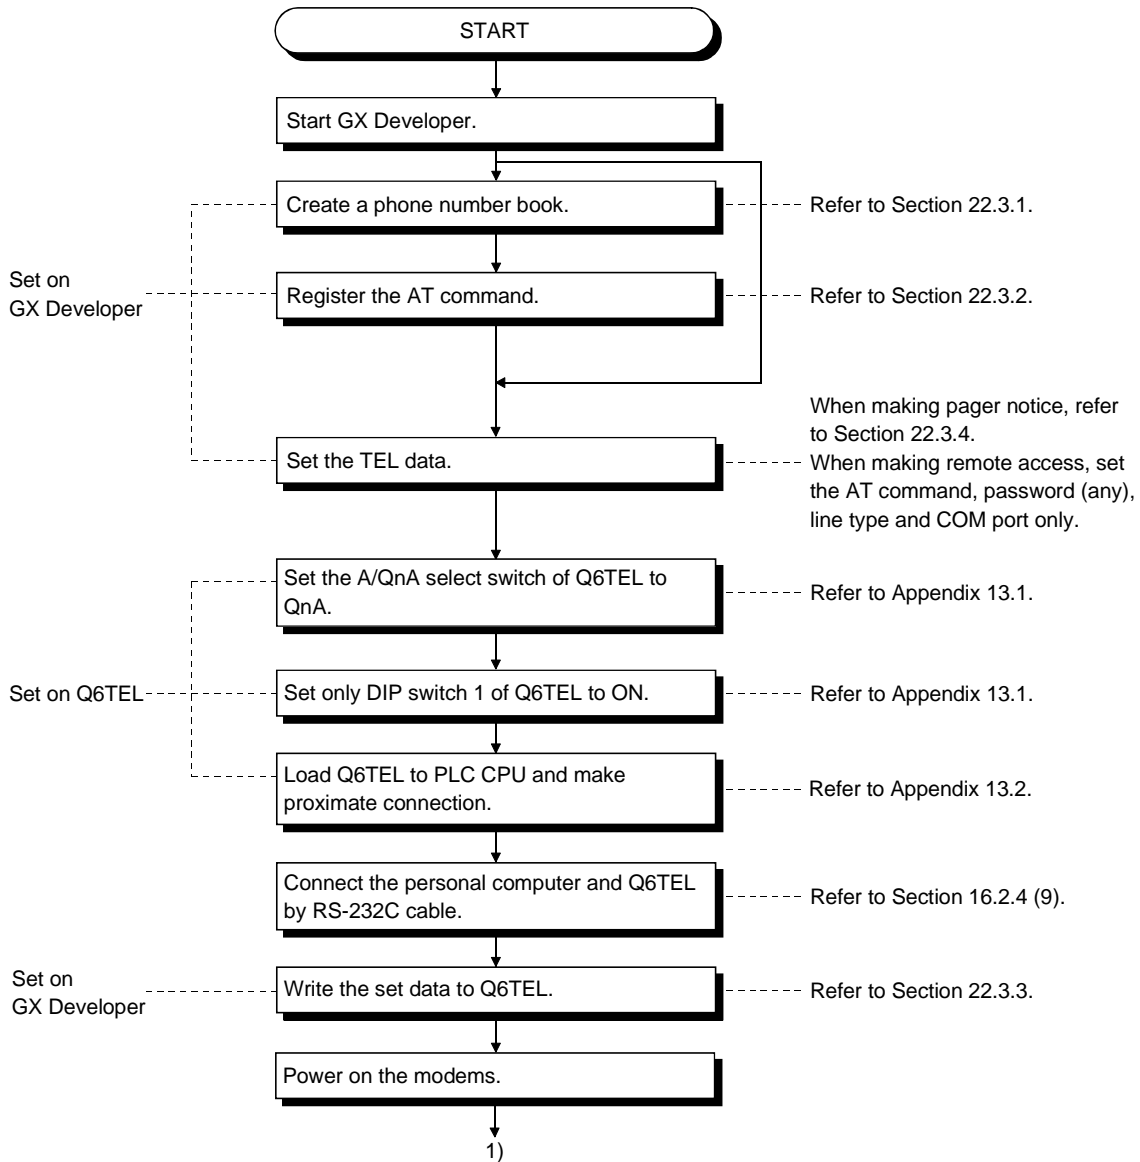 START
Start GX Developer.
Create a phone number book.
Refer to Section 22.3.1.
Set on
GX Developer
Register the AT command.
Refer to Section 22.3.2.
When making pager notice, refer
to Section 22.3.4.
When making remote access, set
the AT command, password (any),
line type and COM port only.
Set the TEL data.
Set the A/QnA select switch of Q6TEL to
QnA.
Refer to Appendix 13.1.
Set on Q6TEL
Set only DIP switch 1 of Q6TEL to ON.
Refer to Appendix 13.1.
Load Q6TEL to PLC CPU and make
proximate connection.
Refer to Appendix 13.2.
Connect the personal computer and Q6TEL
by RS-232C cable.
Refer to Section 16.2.4 (9).
Set on
GX Developer
Write the set data to Q6TEL.
Refer to Section 22.3.3.
Power on the modems.
1)